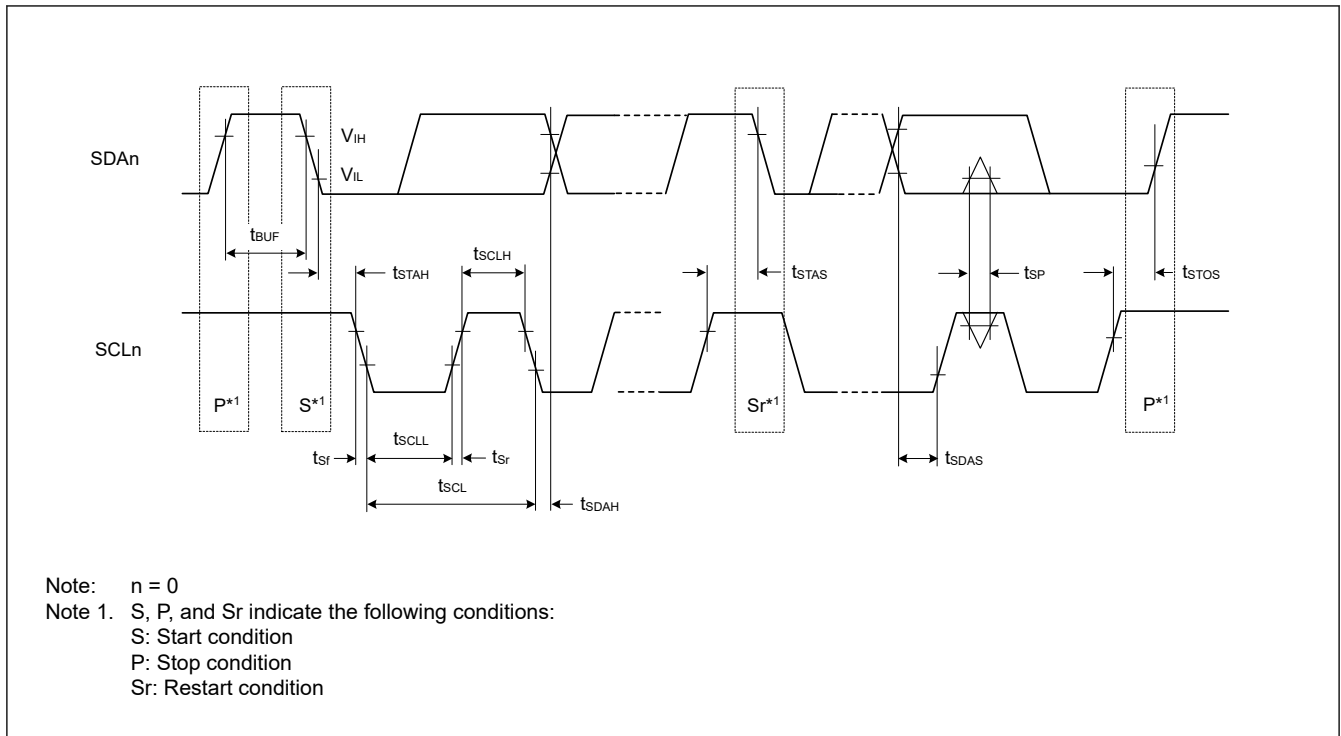 SDAn
VIH
VIL
tBUF
tSTAH
tSCLH
tSTAS
tSP
tSTOS
SCLn
P*1
S*1
Sr*1
P*1
tSf
tSCLL
tSr
tSCL
tSDAH
tSDAS
Note: n = 0
Note 1. S, P, and Sr indicate the following conditions:
S: Start condition
P: Stop condition
Sr: Restart condition